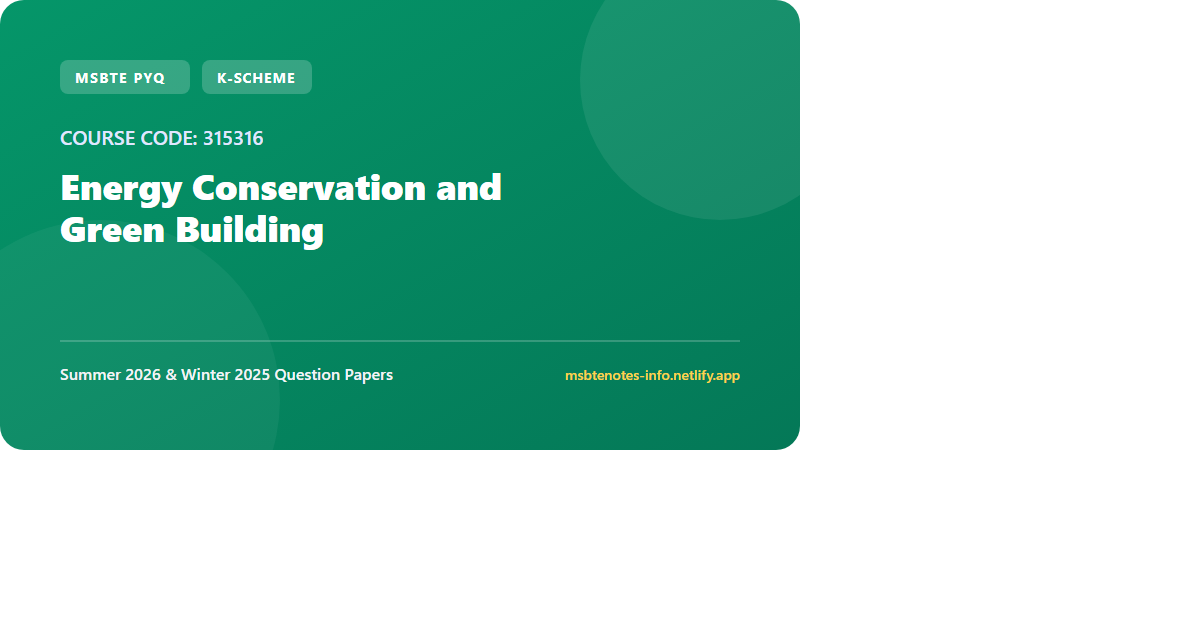 MSBTE PYQ
K-SCHEME
COURSE CODE: 315316
Energy Conservation and
Green Building
Summer 2026 & Winter 2025 Question Papers
msbtenotes-info.netlify.app